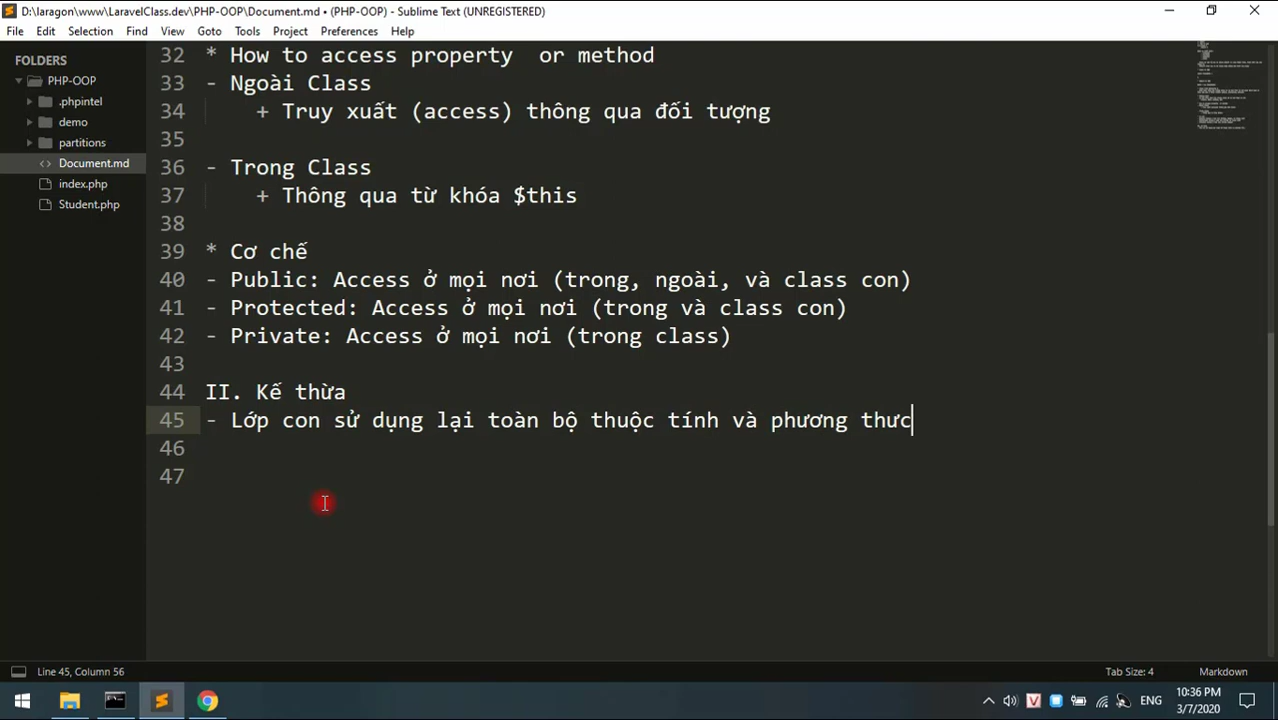 D:\laragon\www\LaravelClass.dev\PHP-OOP\Document.md • (PHP-OOP) - Sublime Text (UNREGISTERED)
File Edit Selection Find View Goto Tools Project Preferences Help
FOLDERS
PHP-OOP
.phpintel
demo
partitions
Document.md
index.php
Student.php
32 * How to access property  or method
33 - Ngoài Class
34     + Truy xuất (access) thông qua đối tượng
35
36 - Trong Class
37     + Thông qua từ khóa $this
38
39 * Cơ chế
40 - Public: Access ở mọi nơi (trong, ngoài, và class con)
41 - Protected: Access ở mọi nơi (trong và class con)
42 - Private: Access ở mọi nơi (trong class)
43
44 II. Kế thừa
45 - Lớp con sử dụng lại toàn bộ thuộc tính và phương thưc
46
47
Line 45, Column 56 Tab Size: 4 Markdown
ENG 10:36 PM
3/7/2020